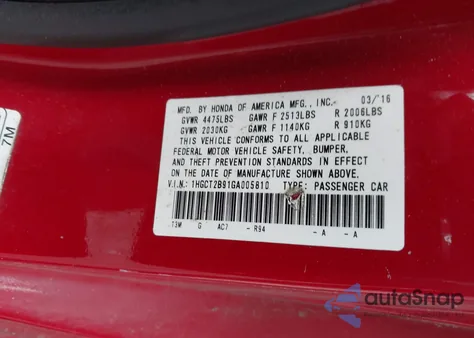 MFD. BY HONDA OF AMERICA MFG., INC. 03/16
GVWR 4475LBS GAWR F 2513LBS R 2006LBS
GVWR 2030KG GAWR F 1140KG R 910KG
THIS VEHICLE CONFORMS TO ALL APPLICABLE
FEDERAL MOTOR VEHICLE SAFETY, BUMPER,
AND THEFT PREVENTION STANDARDS IN EFFECT
ON THE DATE OF MANUFACTURE SHOWN ABOVE.
V.I.N.: 1HGCT2B91GA005810 TYPE: PASSENGER CAR
T3W G AC7 - R94 - A - A
7M
autoSnap